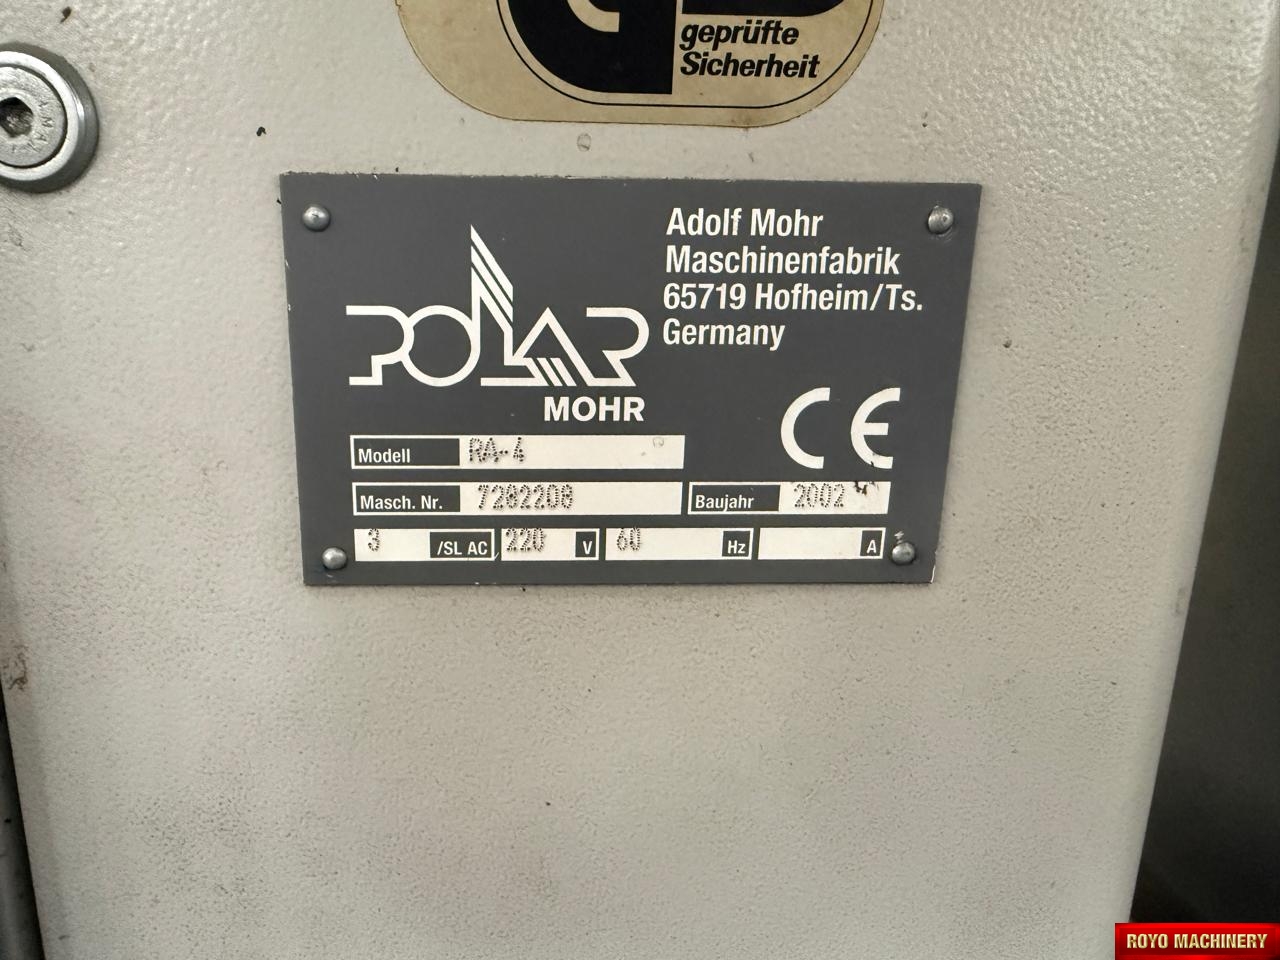 geprüfte
Sicherheit
Adolf Mohr
Maschinenfabrik
65719 Hofheim/Ts.
Germany
POLAR
MOHR
CE
Modell RA-4
Masch. Nr. 7282208 Baujahr 2002
3 /SL AC 220 V 60 Hz A
ROYO MACHINERY